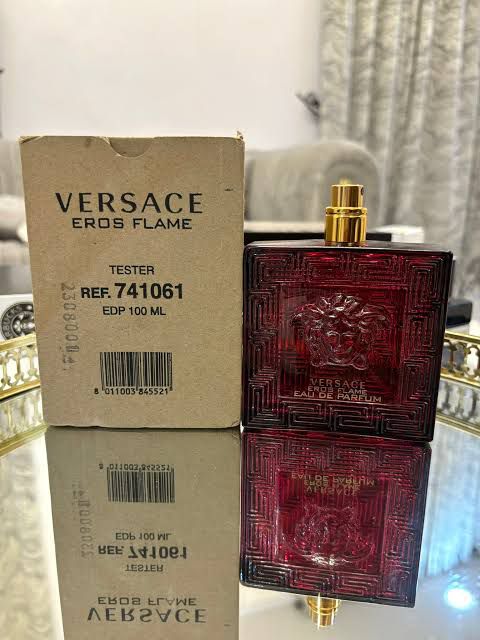 VERSACE
EROS FLAME
TESTER
REF. 741061
EDP 100 ML
8 011003 845521
VERSACE
EROS FLAME
EAU DE PARFUM